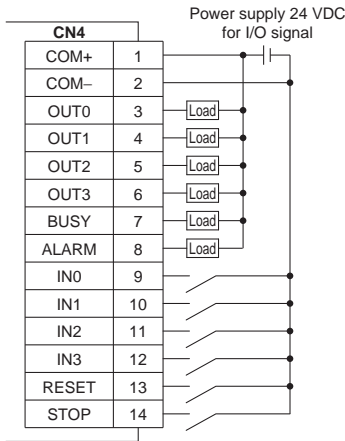 Power supply 24 VDC
for I/O signal
CN4
COM+ 1
COM– 2
OUT0 3 Load
OUT1 4 Load
OUT2 5 Load
OUT3 6 Load
BUSY 7 Load
ALARM 8 Load
IN0 9
IN1 10
IN2 11
IN3 12
RESET 13
STOP 14